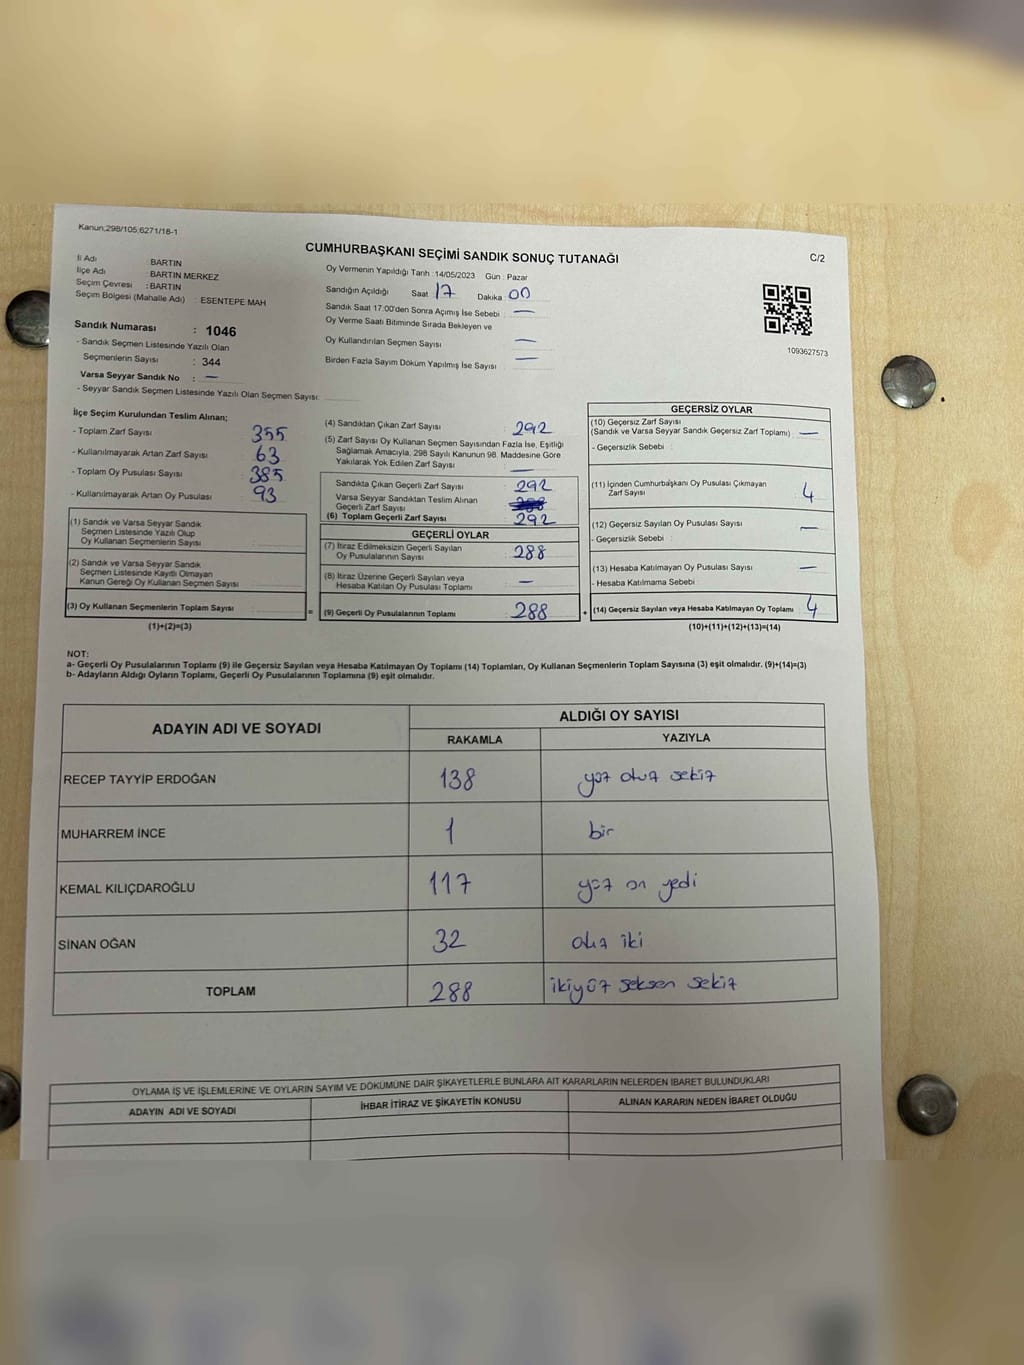 Kanun;298/105;6271/18-1
CUMHURBAŞKANI SEÇİMİ SANDIK SONUÇ TUTANAĞI
C/2
İli Adı : BARTIN
İlçe Adı : BARTIN MERKEZ
Seçim Çevresi : BARTIN
Seçim Bölgesi (Mahalle Adı) : ESENTEPE MAH
Sandık Numarası : 1046
- Sandık Seçmen Listesinde Yazılı Olan
Seçmenlerin Sayısı : 344
Varsa Seyyar Sandık No : —
- Seyyar Sandık Seçmen Listesinde Yazılı Olan Seçmen Sayısı:
Oy Vermenin Yapıldığı Tarih :14/05/2023 Gün : Pazar
Sandığın Açıldığı Saat 17 Dakika 00
Sandık Saat 17:00'den Sonra Açımış İse Sebebi : —
Oy Verme Saati Bitiminde Sırada Bekleyen ve
Oy Kullandırılan Seçmen Sayısı : —
Birden Fazla Sayım Döküm Yapılmış İse Sayısı : —
1093627573
İlçe Seçim Kurulundan Teslim Alınan;
- Toplam Zarf Sayısı : 355
- Kullanılmayarak Artan Zarf Sayısı : 63
- Toplam Oy Pusulası Sayısı : 385
- Kullanılmayarak Artan Oy Pusulası : 93
(1) Sandık ve Varsa Seyyar Sandık
Seçmen Listesinde Yazılı Olup
Oy Kullanan Seçmenlerin Sayısı :
(2) Sandık ve Varsa Seyyar Sandık
Seçmen Listesinde Kayıtlı Olmayan
Kanun Gereği Oy Kullanan Seçmen Sayısı :
(3) Oy Kullanan Seçmenlerin Toplam Sayısı :
(1)+(2)=(3)
=
(4) Sandıktan Çıkan Zarf Sayısı : 292
(5) Zarf Sayısı Oy Kullanan Seçmen Sayısından Fazla İse, Eşitliği
Sağlamak Amacıyla, 298 Sayılı Kanunun 98. Maddesine Göre
Yakılarak Yok Edilen Zarf Sayısı : —
Sandıkta Çıkan Geçerli Zarf Sayısı : 292
Varsa Seyyar Sandıktan Teslim Alınan
Geçerli Zarf Sayısı :
(6) Toplam Geçerli Zarf Sayısı : 292
GEÇERLİ OYLAR
(7) İtiraz Edilmeksizin Geçerli Sayılan
Oy Pusulalarının Sayısı : 288
(8) İtiraz Üzerine Geçerli Sayılan veya
Hesaba Katılan Oy Pusulası Toplamı : —
(9) Geçerli Oy Pusulalarının Toplamı : 288
+
GEÇERSİZ OYLAR
(10) Geçersiz Zarf Sayısı
(Sandık ve Varsa Seyyar Sandık Geçersiz Zarf Toplamı) : —
- Geçersizlik Sebebi :
(11) İçinden Cumhurbaşkanı Oy Pusulası Çıkmayan
Zarf Sayısı : 4
(12) Geçersiz Sayılan Oy Pusulası Sayısı : —
- Geçersizlik Sebebi :
(13) Hesaba Katılmayan Oy Pusulası Sayısı : —
- Hesaba Katılmama Sebebi :
(14) Geçersiz Sayılan veya Hesaba Katılmayan Oy Toplamı : 4
(10)+(11)+(12)+(13)=(14)
NOT:
a- Geçerli Oy Pusulalarının Toplamı (9) ile Geçersiz Sayılan veya Hesaba Katılmayan Oy Toplamı (14) Toplamları, Oy Kullanan Seçmenlerin Toplam Sayısına (3) eşit olmalıdır. (9)+(14)=(3)
b- Adayların Aldığı Oyların Toplamı, Geçerli Oy Pusulalarının Toplamına (9) eşit olmalıdır.
ADAYIN ADI VE SOYADI
ALDIĞI OY SAYISI
RAKAMLA YAZIYLA
RECEP TAYYİP ERDOĞAN 138 yüz otuz sekiz
MUHARREM İNCE 1 bir
KEMAL KILIÇDAROĞLU 117 yüz on yedi
SİNAN OĞAN 32 otuz iki
TOPLAM 288 ikiyüz seksen sekiz
OYLAMA İŞ VE İŞLEMLERİNE VE OYLARIN SAYIM VE DÖKÜMÜNE DAİR ŞİKAYETLERLE BUNLARA AİT KARARLARIN NELERDEN İBARET BULUNDUKLARI
ADAYIN ADI VE SOYADI İHBAR İTİRAZ VE ŞİKAYETİN KONUSU ALINAN KARARIN NEDEN İBARET OLDUĞU